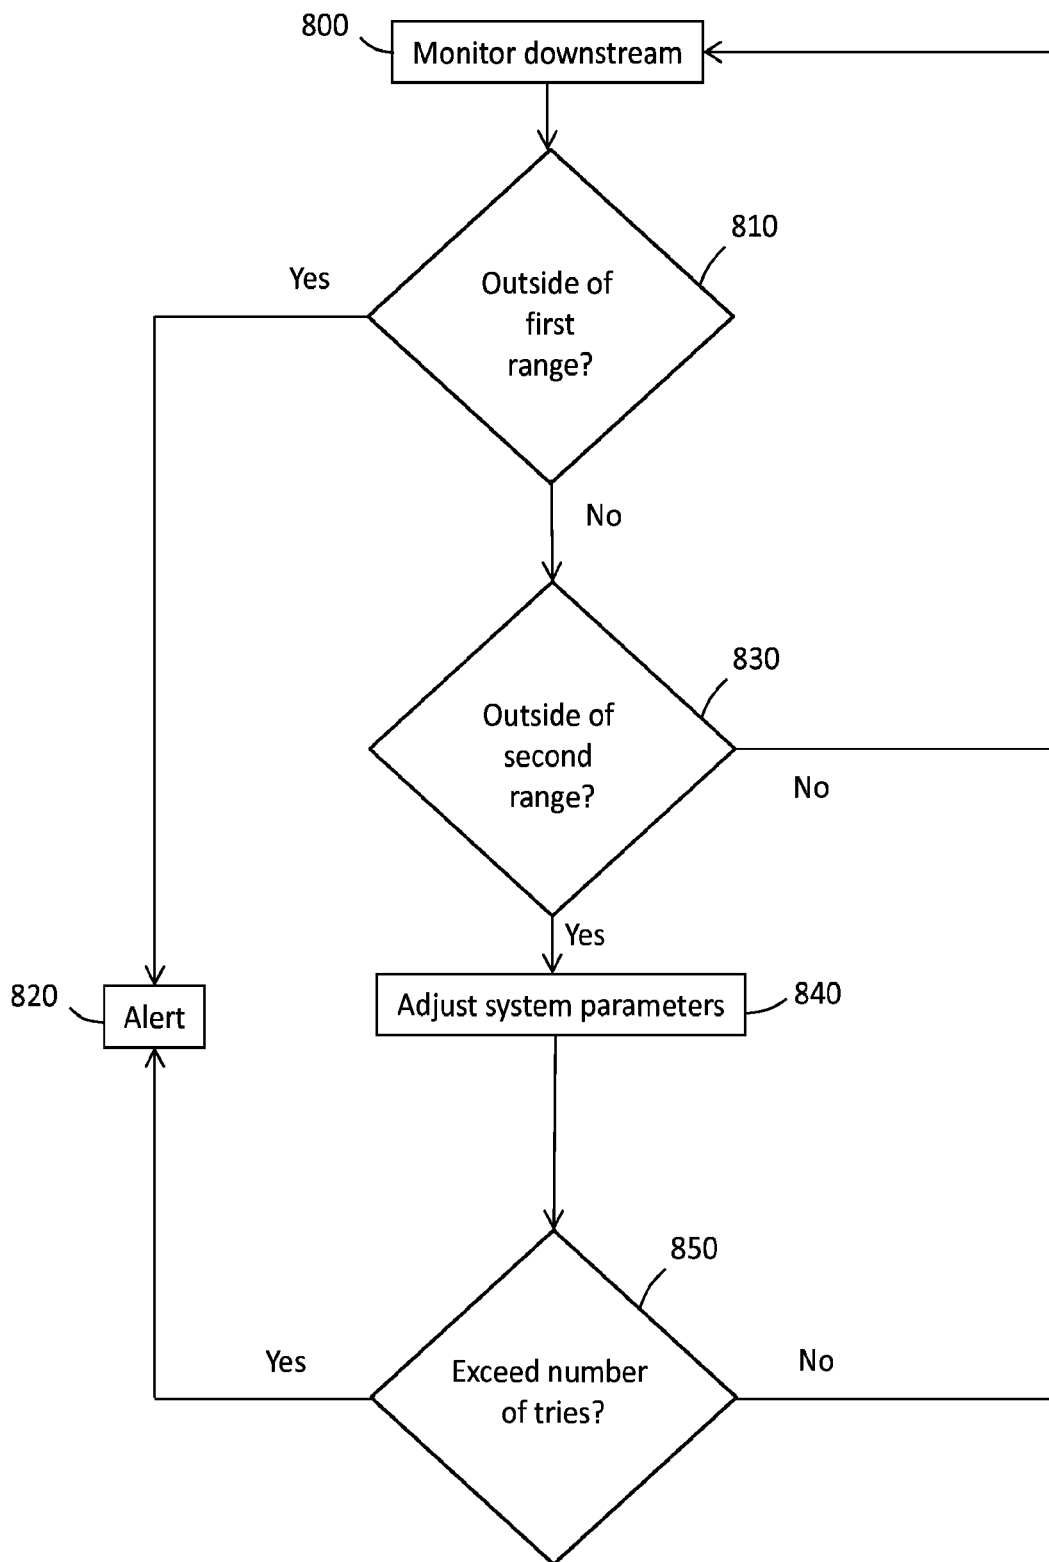 800
Monitor downstream
810
Yes
Outside of
first
range?
No
830
Outside of
second
range?
No
Yes
820
Alert
Adjust system parameters
840
850
Yes
Exceed number
of tries?
No